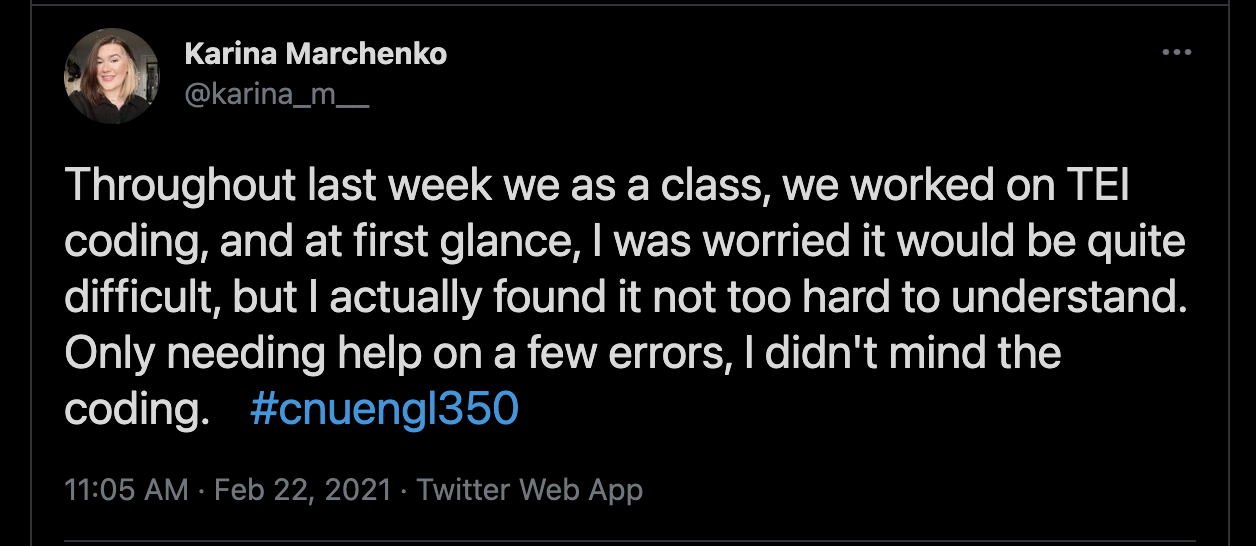 Karina Marchenko
@karina_m__
Throughout last week we as a class, we worked on TEI
coding, and at first glance, I was worried it would be quite
difficult, but I actually found it not too hard to understand.
Only needing help on a few errors, I didn't mind the
coding. #cnuengl350
11:05 AM · Feb 22, 2021 · Twitter Web App